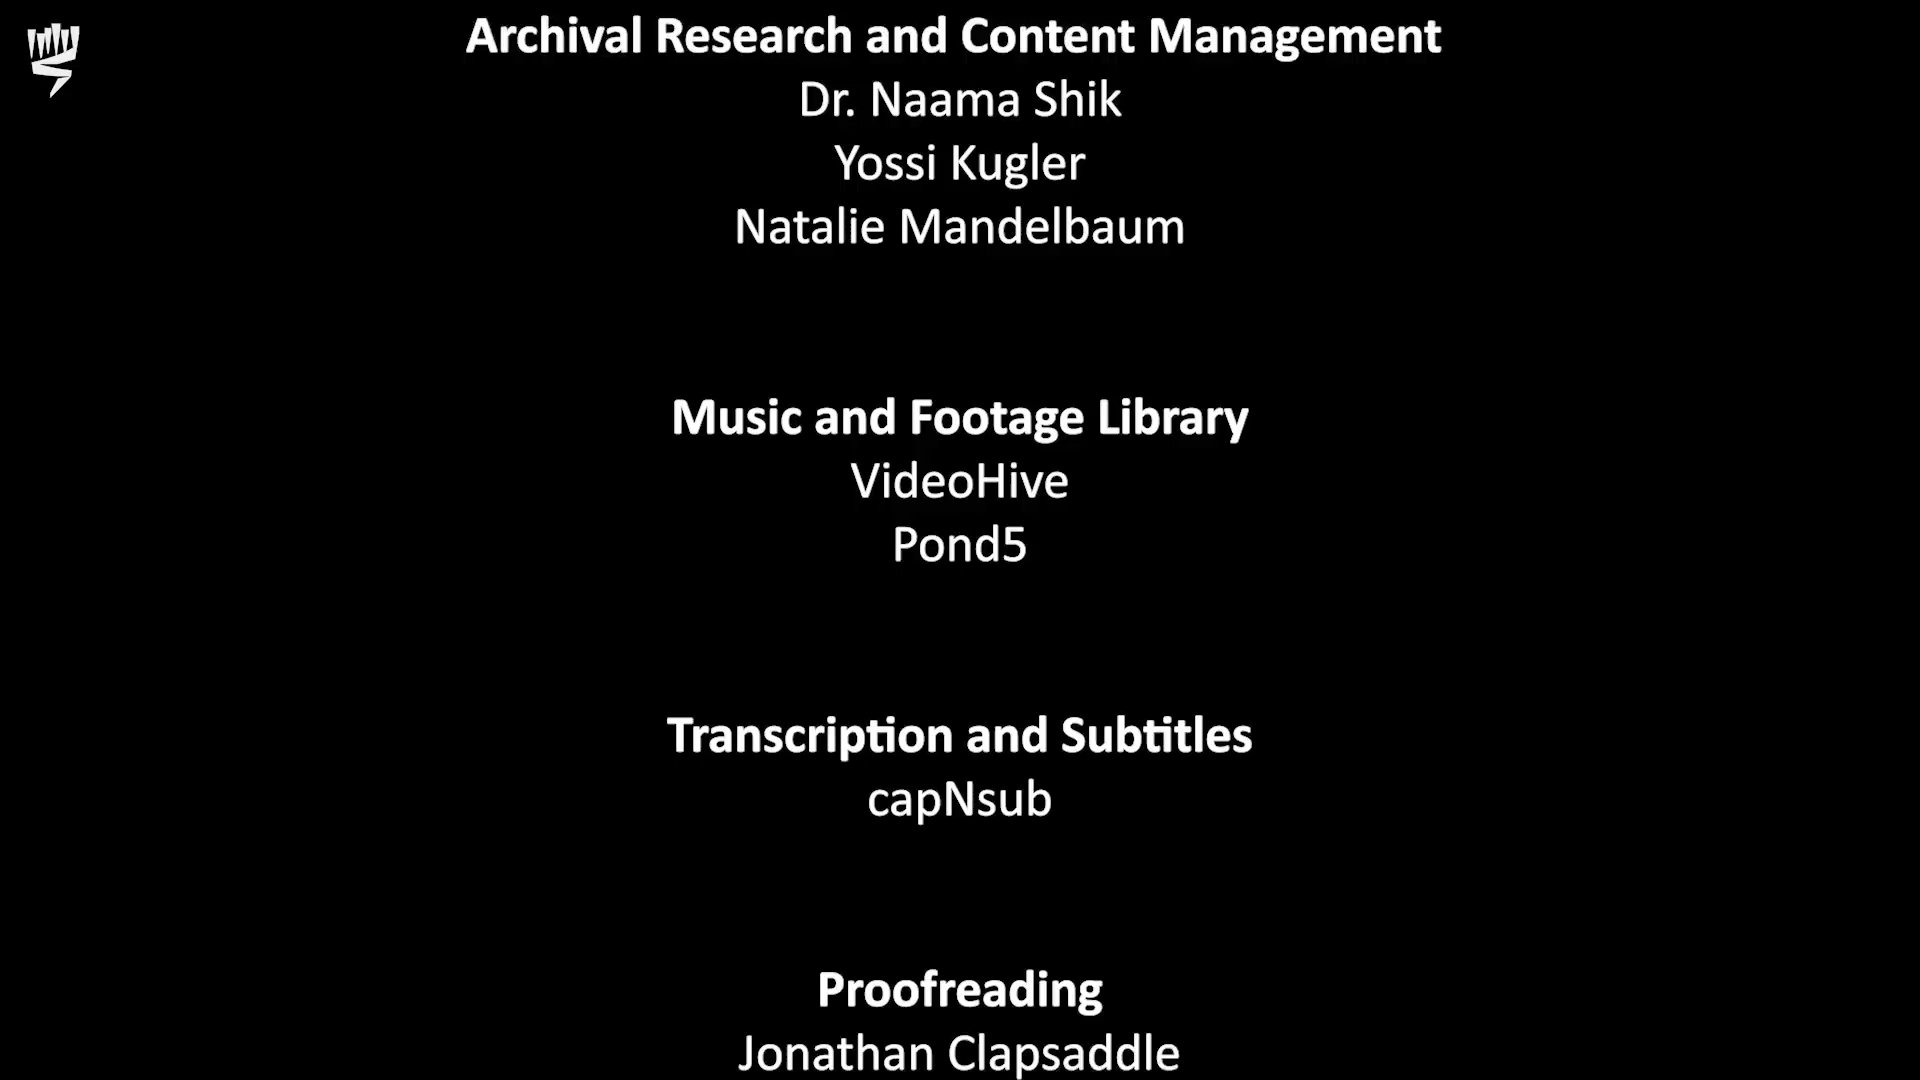 Archival Research and Content Management
Dr. Naama Shik
Yossi Kugler
Natalie Mandelbaum
Music and Footage Library
VideoHive
Pond5
Transcription and Subtitles
capNsub
Proofreading
Jonathan Clapsaddle